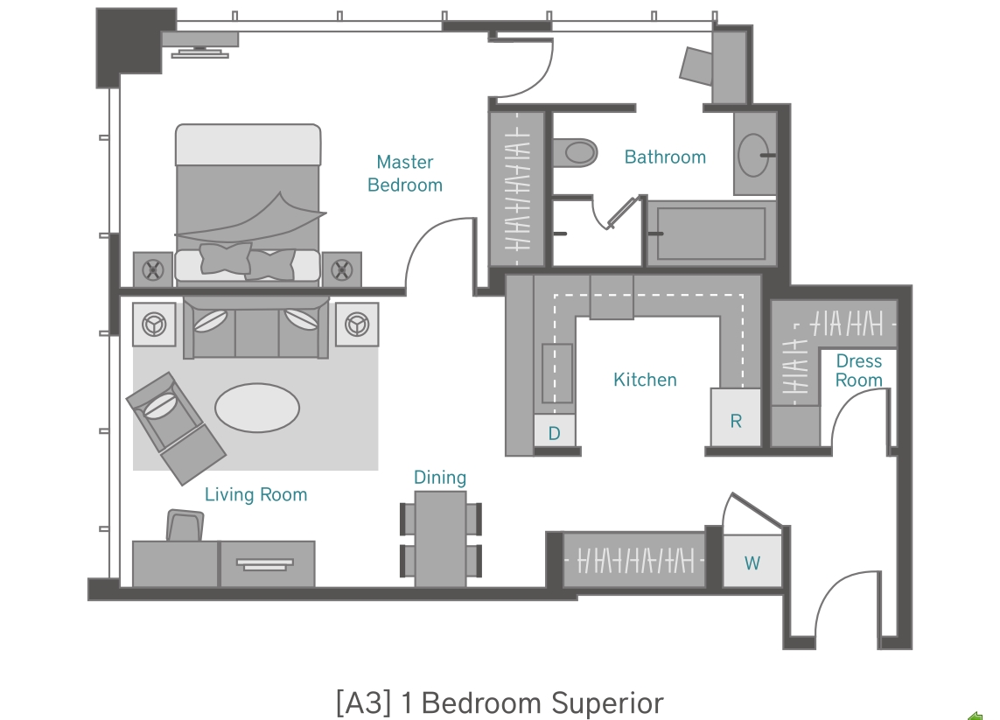 Master
Bedroom
Bathroom
Kitchen
Dress
Room
D
R
Dining
Living Room
W
[A3] 1 Bedroom Superior